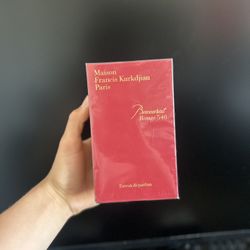 Maison
Francis Kurkdjian
Paris
Baccarat
Rouge 540
Extrait de parfum